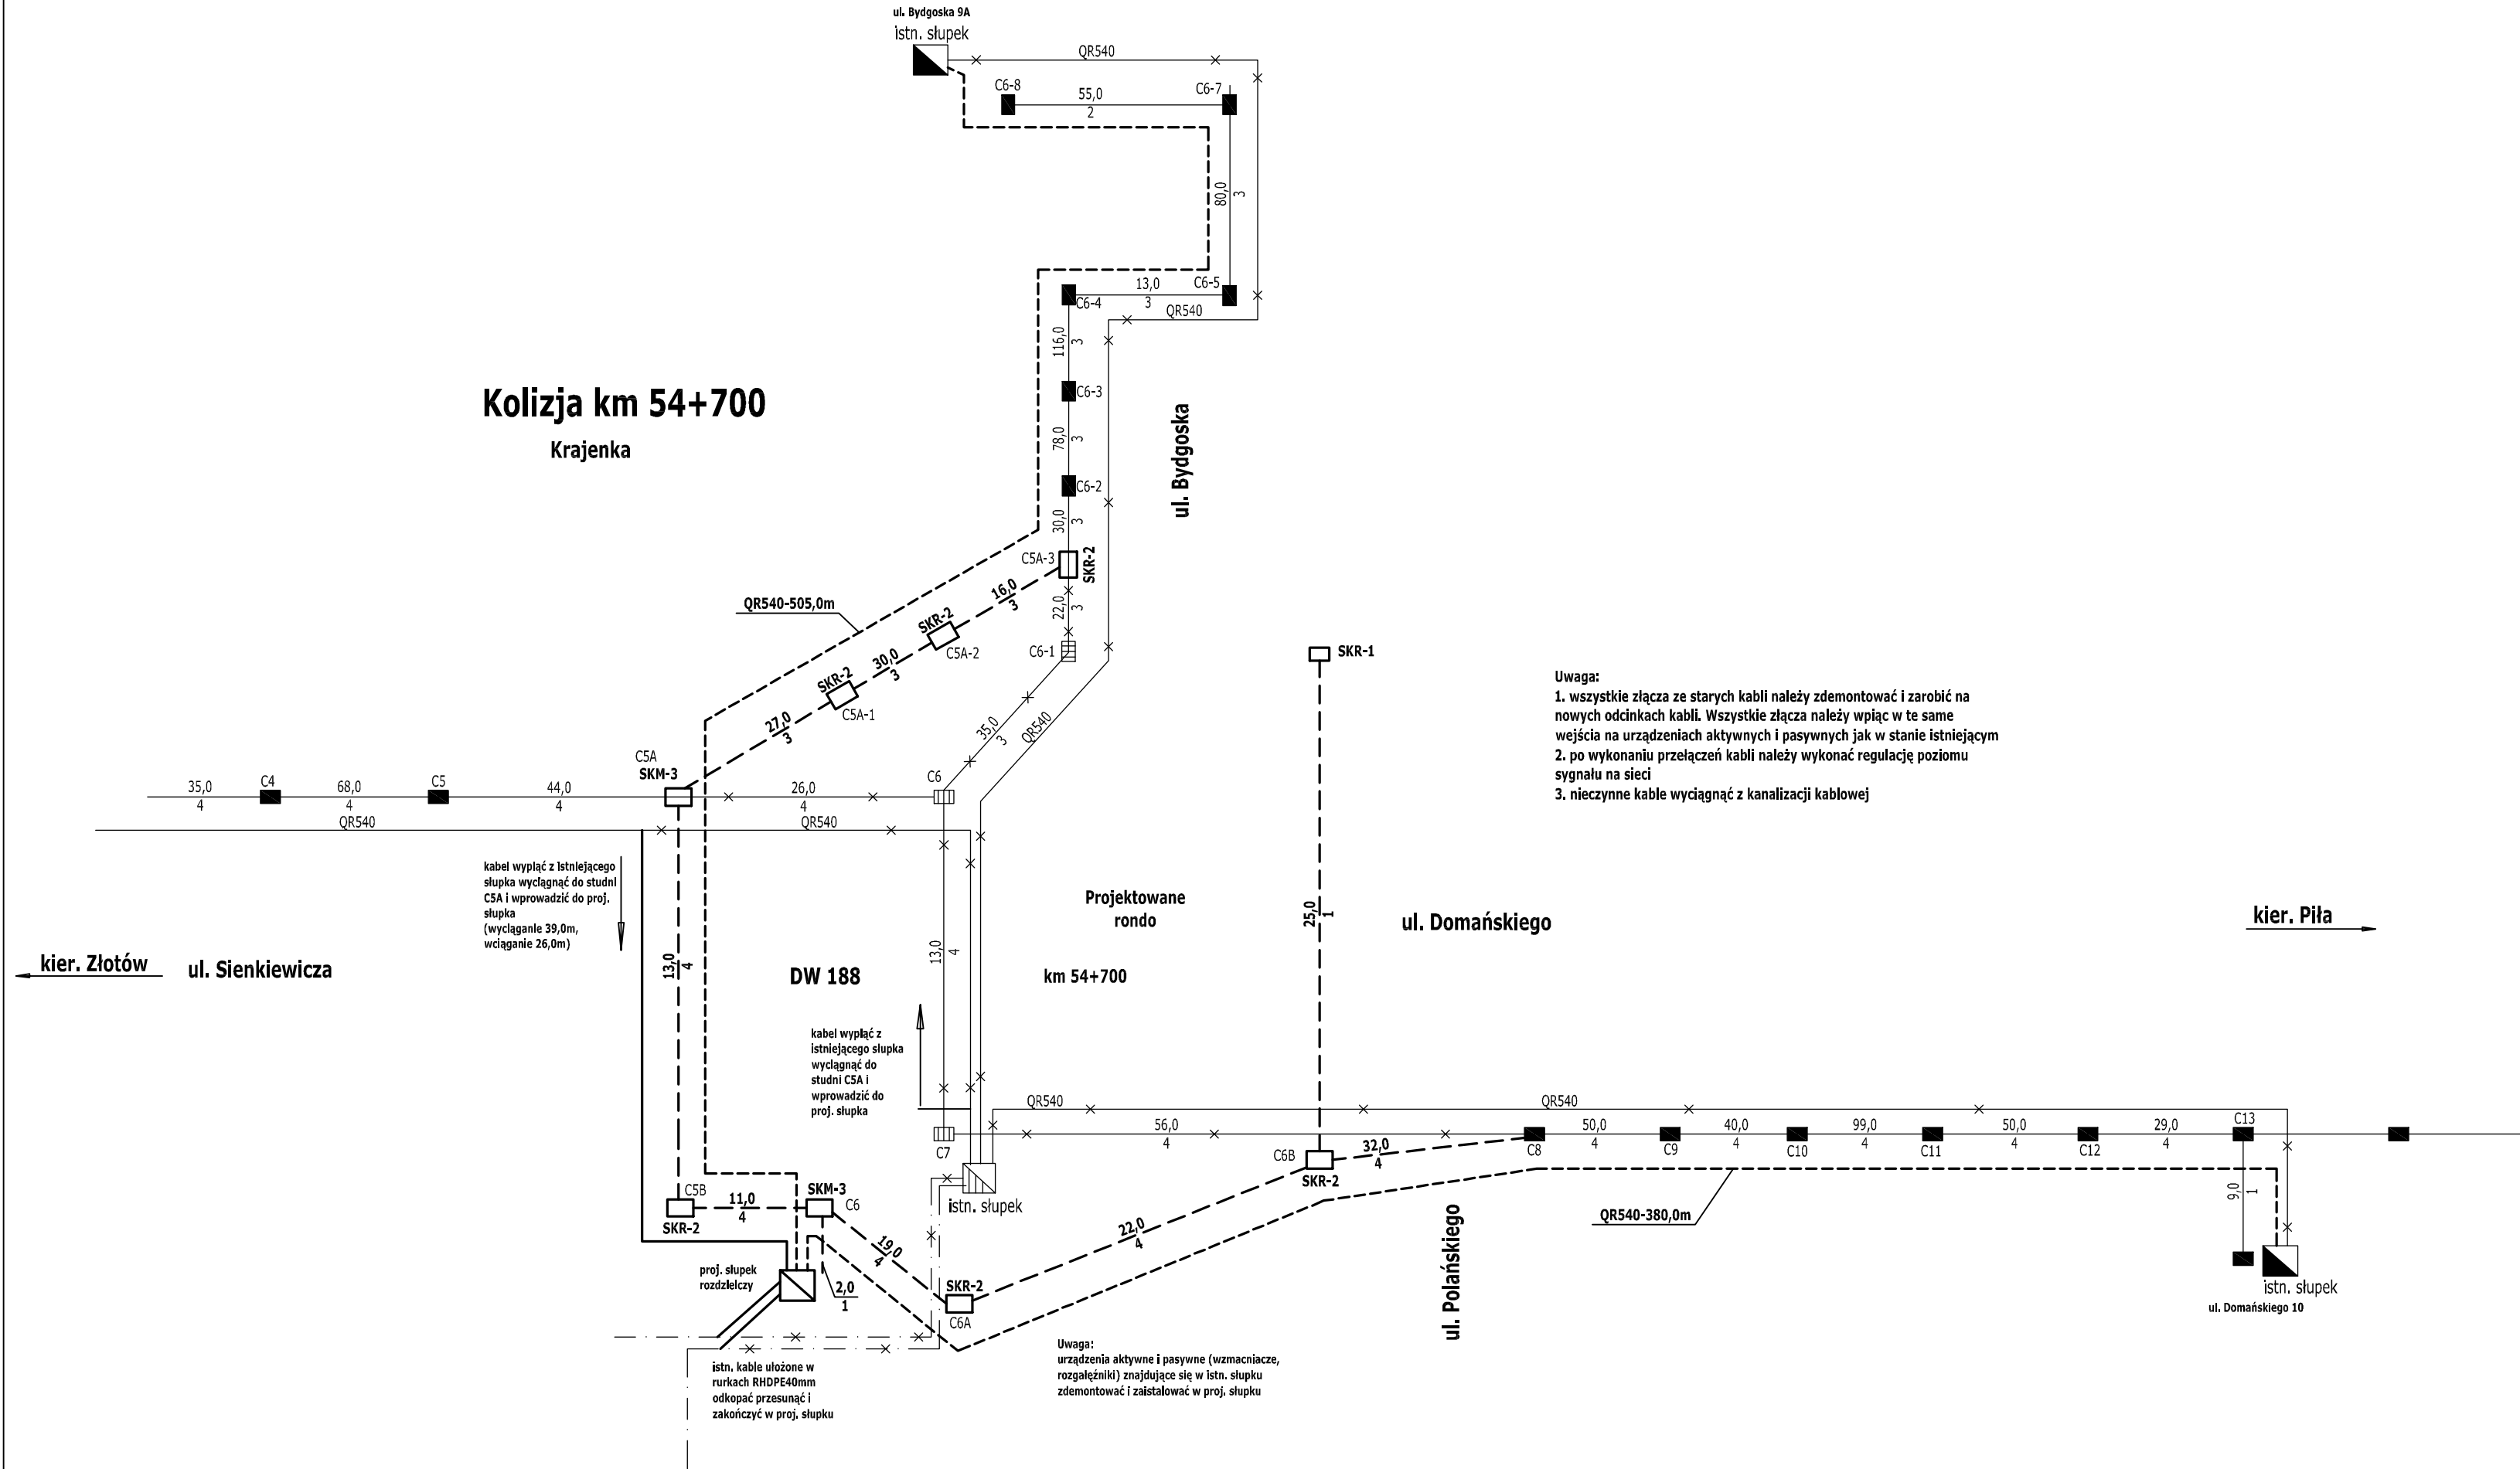 ul. Bydgoska 9A
istn. słupek
QR540
C6-8
55,0
2
C6-7
80,0
3
13,0
3
C6-5
C6-4
QR540
116,0
3
C6-3
78,0
3
C6-2
30,0
3
C5A-3
SKR-2
22,0
3
C6-1
ul. Bydgoska
Kolizja km 54+700
Krajenka
QR540-505,0m
16,0
3
SKR-2
C5A-2
30,0
3
SKR-2
C5A-1
27,0
3
35,0
3
QR540
SKR-1
Uwaga:
1. wszystkie złącza ze starych kabli należy zdemontować i zarobić na
nowych odcinkach kabli. Wszystkie złącza należy wpiąc w te same
wejścia na urządzeniach aktywnych i pasywnych jak w stanie istniejącym
2. po wykonaniu przełączeń kabli należy wykonać regulację poziomu
sygnału na sieci
3. nieczynne kable wyciągnąć z kanalizacji kablowej
35,0
4
C4
68,0
4
C5
44,0
4
C5A
SKM-3
26,0
4
C6
QR540
QR540
kabel wypiąć z istniejącego
słupka wyciągnąć do studni
C5A i wprowadzić do proj.
słupka
(wyciąganie 39,0m,
wciąganie 26,0m)
kier. Złotów
ul. Sienkiewicza
13,0
4
DW 188
13,0
4
Projektowane
rondo
km 54+700
25,0
1
ul. Domańskiego
kier. Piła
kabel wypiąć z
istniejącego słupka
wyciągnąć do
studni C5A i
wprowadzić do
proj. słupka
QR540
QR540
C7
56,0
4
C6B
SKR-2
32,0
4
C8
50,0
4
C9
40,0
4
C10
99,0
4
C11
50,0
4
C12
29,0
4
C13
9,0
1
istn. słupek
C5B
SKR-2
11,0
4
SKM-3
C6
19,0
4
22,0
4
SKR-2
C6A
proj. słupek
rozdzielczy
2,0
1
QR540-380,0m
ul. Polańskiego
istn. słupek
ul. Domańskiego 10
istn. kable ułożone w
rurkach RHDPE40mm
odkopać przesunąć i
zakończyć w proj. słupku
Uwaga:
urządzenia aktywne i pasywne (wzmacniacze,
rozgałęźniki) znajdujące się w istn. słupku
zdemontować i zaistalować w proj. słupku